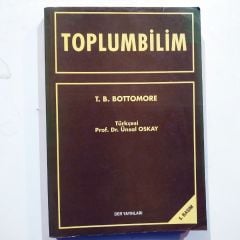 TOPLUMBİLİM
T. B. BOTTOMORE
Türkçesi
Prof. Dr. Ünsal OSKAY
DER YAYINLARI